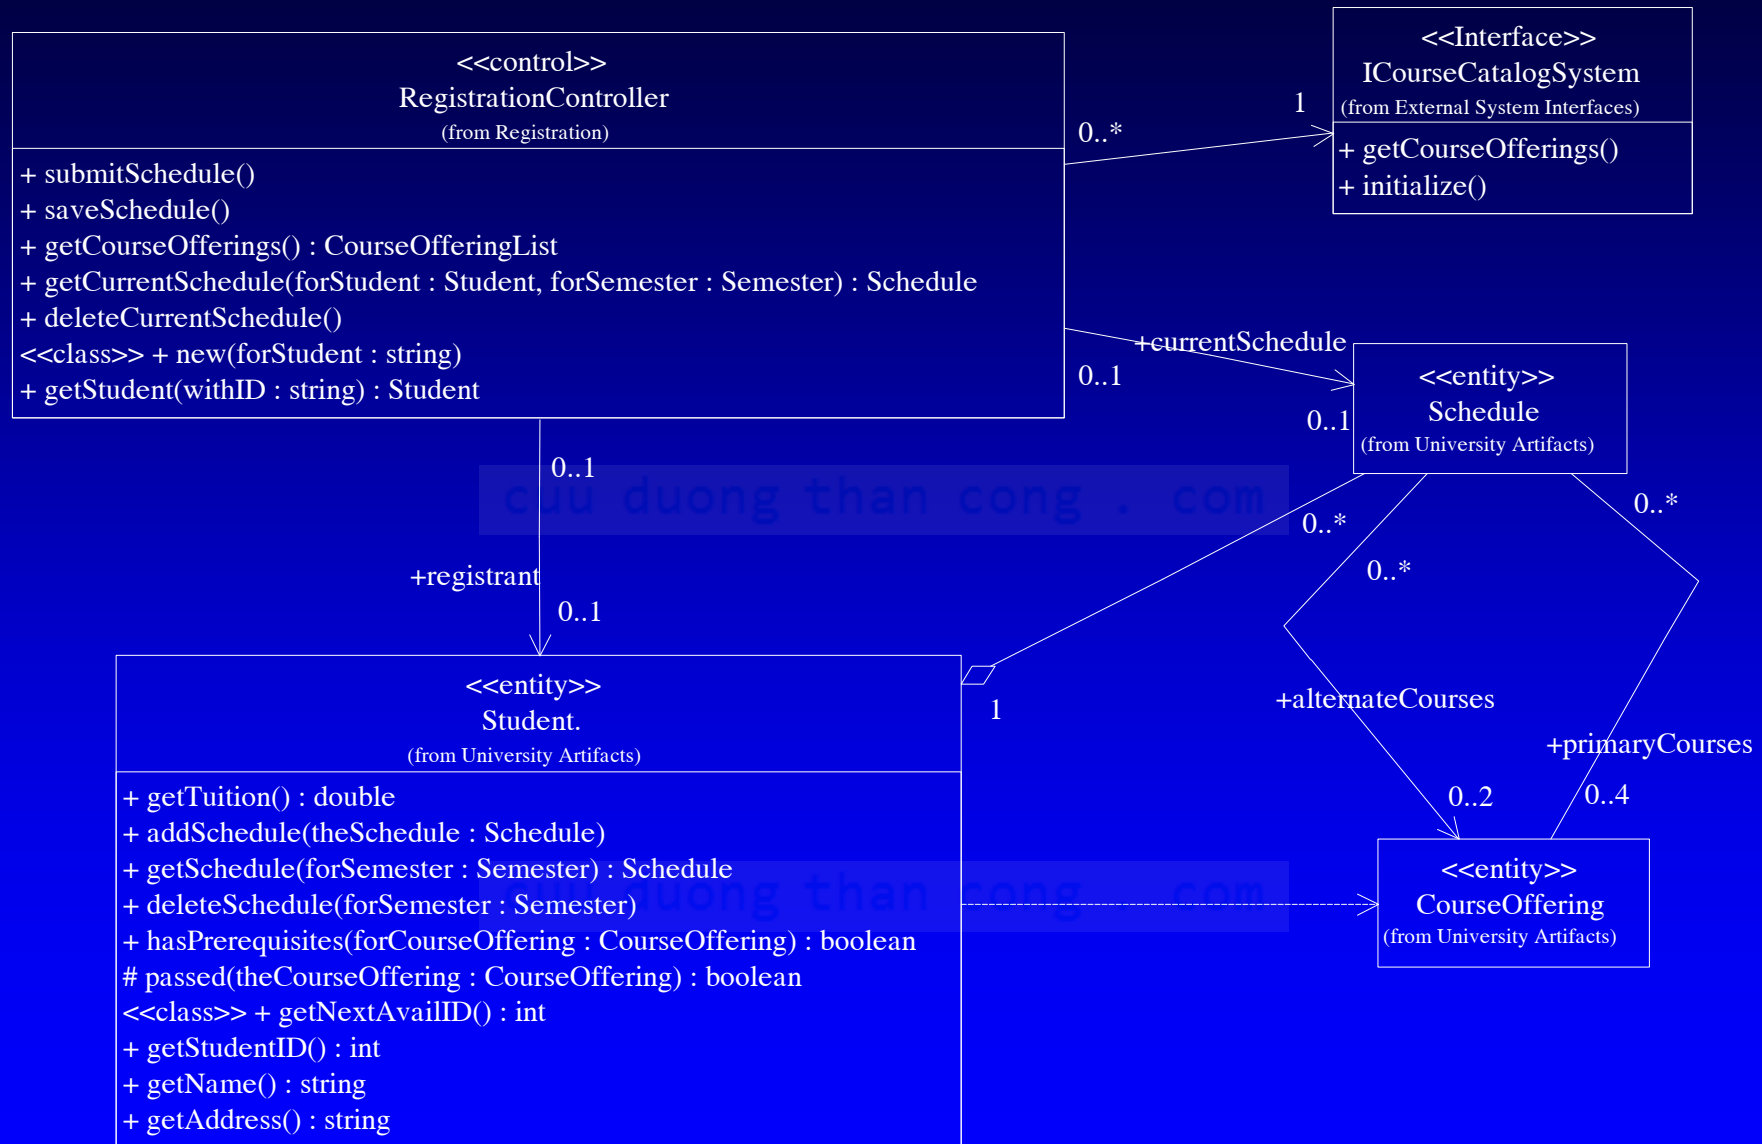 <<control>>
RegistrationController
(from Registration)
+ submitSchedule()
+ saveSchedule()
+ getCourseOfferings() : CourseOfferingList
+ getCurrentSchedule(forStudent : Student, forSemester : Semester) : Schedule
+ deleteCurrentSchedule()
<<class>> + new(forStudent : string)
+ getStudent(withID : string) : Student
0..*
1
<<Interface>>
ICourseCatalogSystem
(from External System Interfaces)
+ getCourseOfferings()
+ initialize()
+currentSchedule
0..1
0..1
<<entity>>
Schedule
(from University Artifacts)
0..1
cuu duong than cong . com
+registrant
0..1
0..*
0..*
0..*
1
+alternateCourses
+primaryCourses
0..2
0..4
<<entity>>
Student.
(from University Artifacts)
+ getTuition() : double
+ addSchedule(theSchedule : Schedule)
+ getSchedule(forSemester : Semester) : Schedule
+ deleteSchedule(forSemester : Semester)
+ hasPrerequisites(forCourseOffering : CourseOffering) : boolean
# passed(theCourseOffering : CourseOffering) : boolean
<<class>> + getNextAvailID() : int
+ getStudentID() : int
+ getName() : string
+ getAddress() : string
cuu duong than cong . com
<<entity>>
CourseOffering
(from University Artifacts)